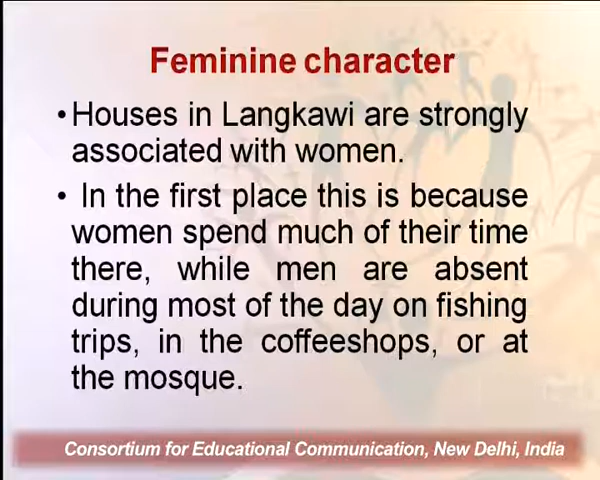 Feminine character
•Houses in Langkawi are strongly
associated with women.
• In the first place this is because
women spend much of their time
there, while men are absent
during most of the day on fishing
trips, in the coffeeshops, or at
the mosque.
Consortium for Educational Communication, New Delhi, India